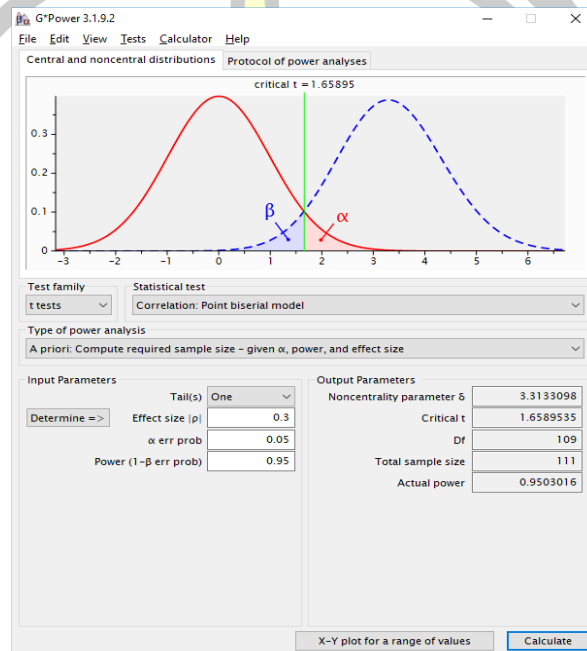 βα G*Power 3.1.9.2
File Edit View Tests Calculator Help
Central and noncentral distributions Protocol of power analyses
critical t = 1.65895
0.3
0.2
0.1
0
β α
-3 -2 -1 0 1 2 3 4 5 6
Test family Statistical test
t tests Correlation: Point biserial model
Type of power analysis
A priori: Compute required sample size - given α, power, and effect size
Input Parameters Output Parameters
Tail(s) One Noncentrality parameter δ 3.3133098
Determine => Effect size |ρ| 0.3 Critical t 1.6589535
α err prob 0.05 Df 109
Power (1-β err prob) 0.95 Total sample size 111
Actual power 0.9503016
X-Y plot for a range of values Calculate